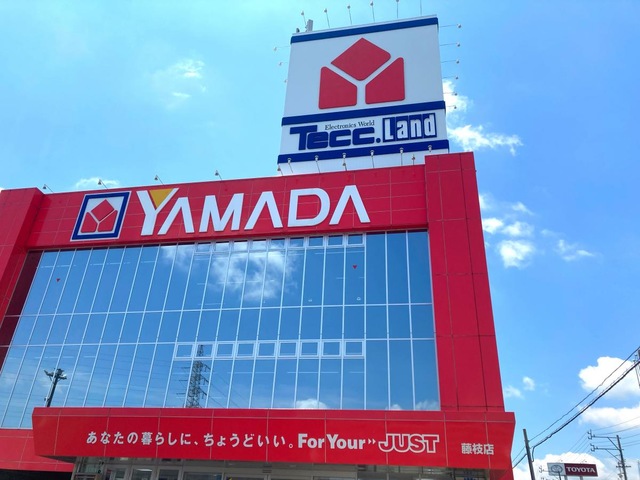 Electronics World
Tecc.Land
YAMADA
あなたの暮らしに、ちょうどいい。For Your JUST 藤枝店
TOYOTA